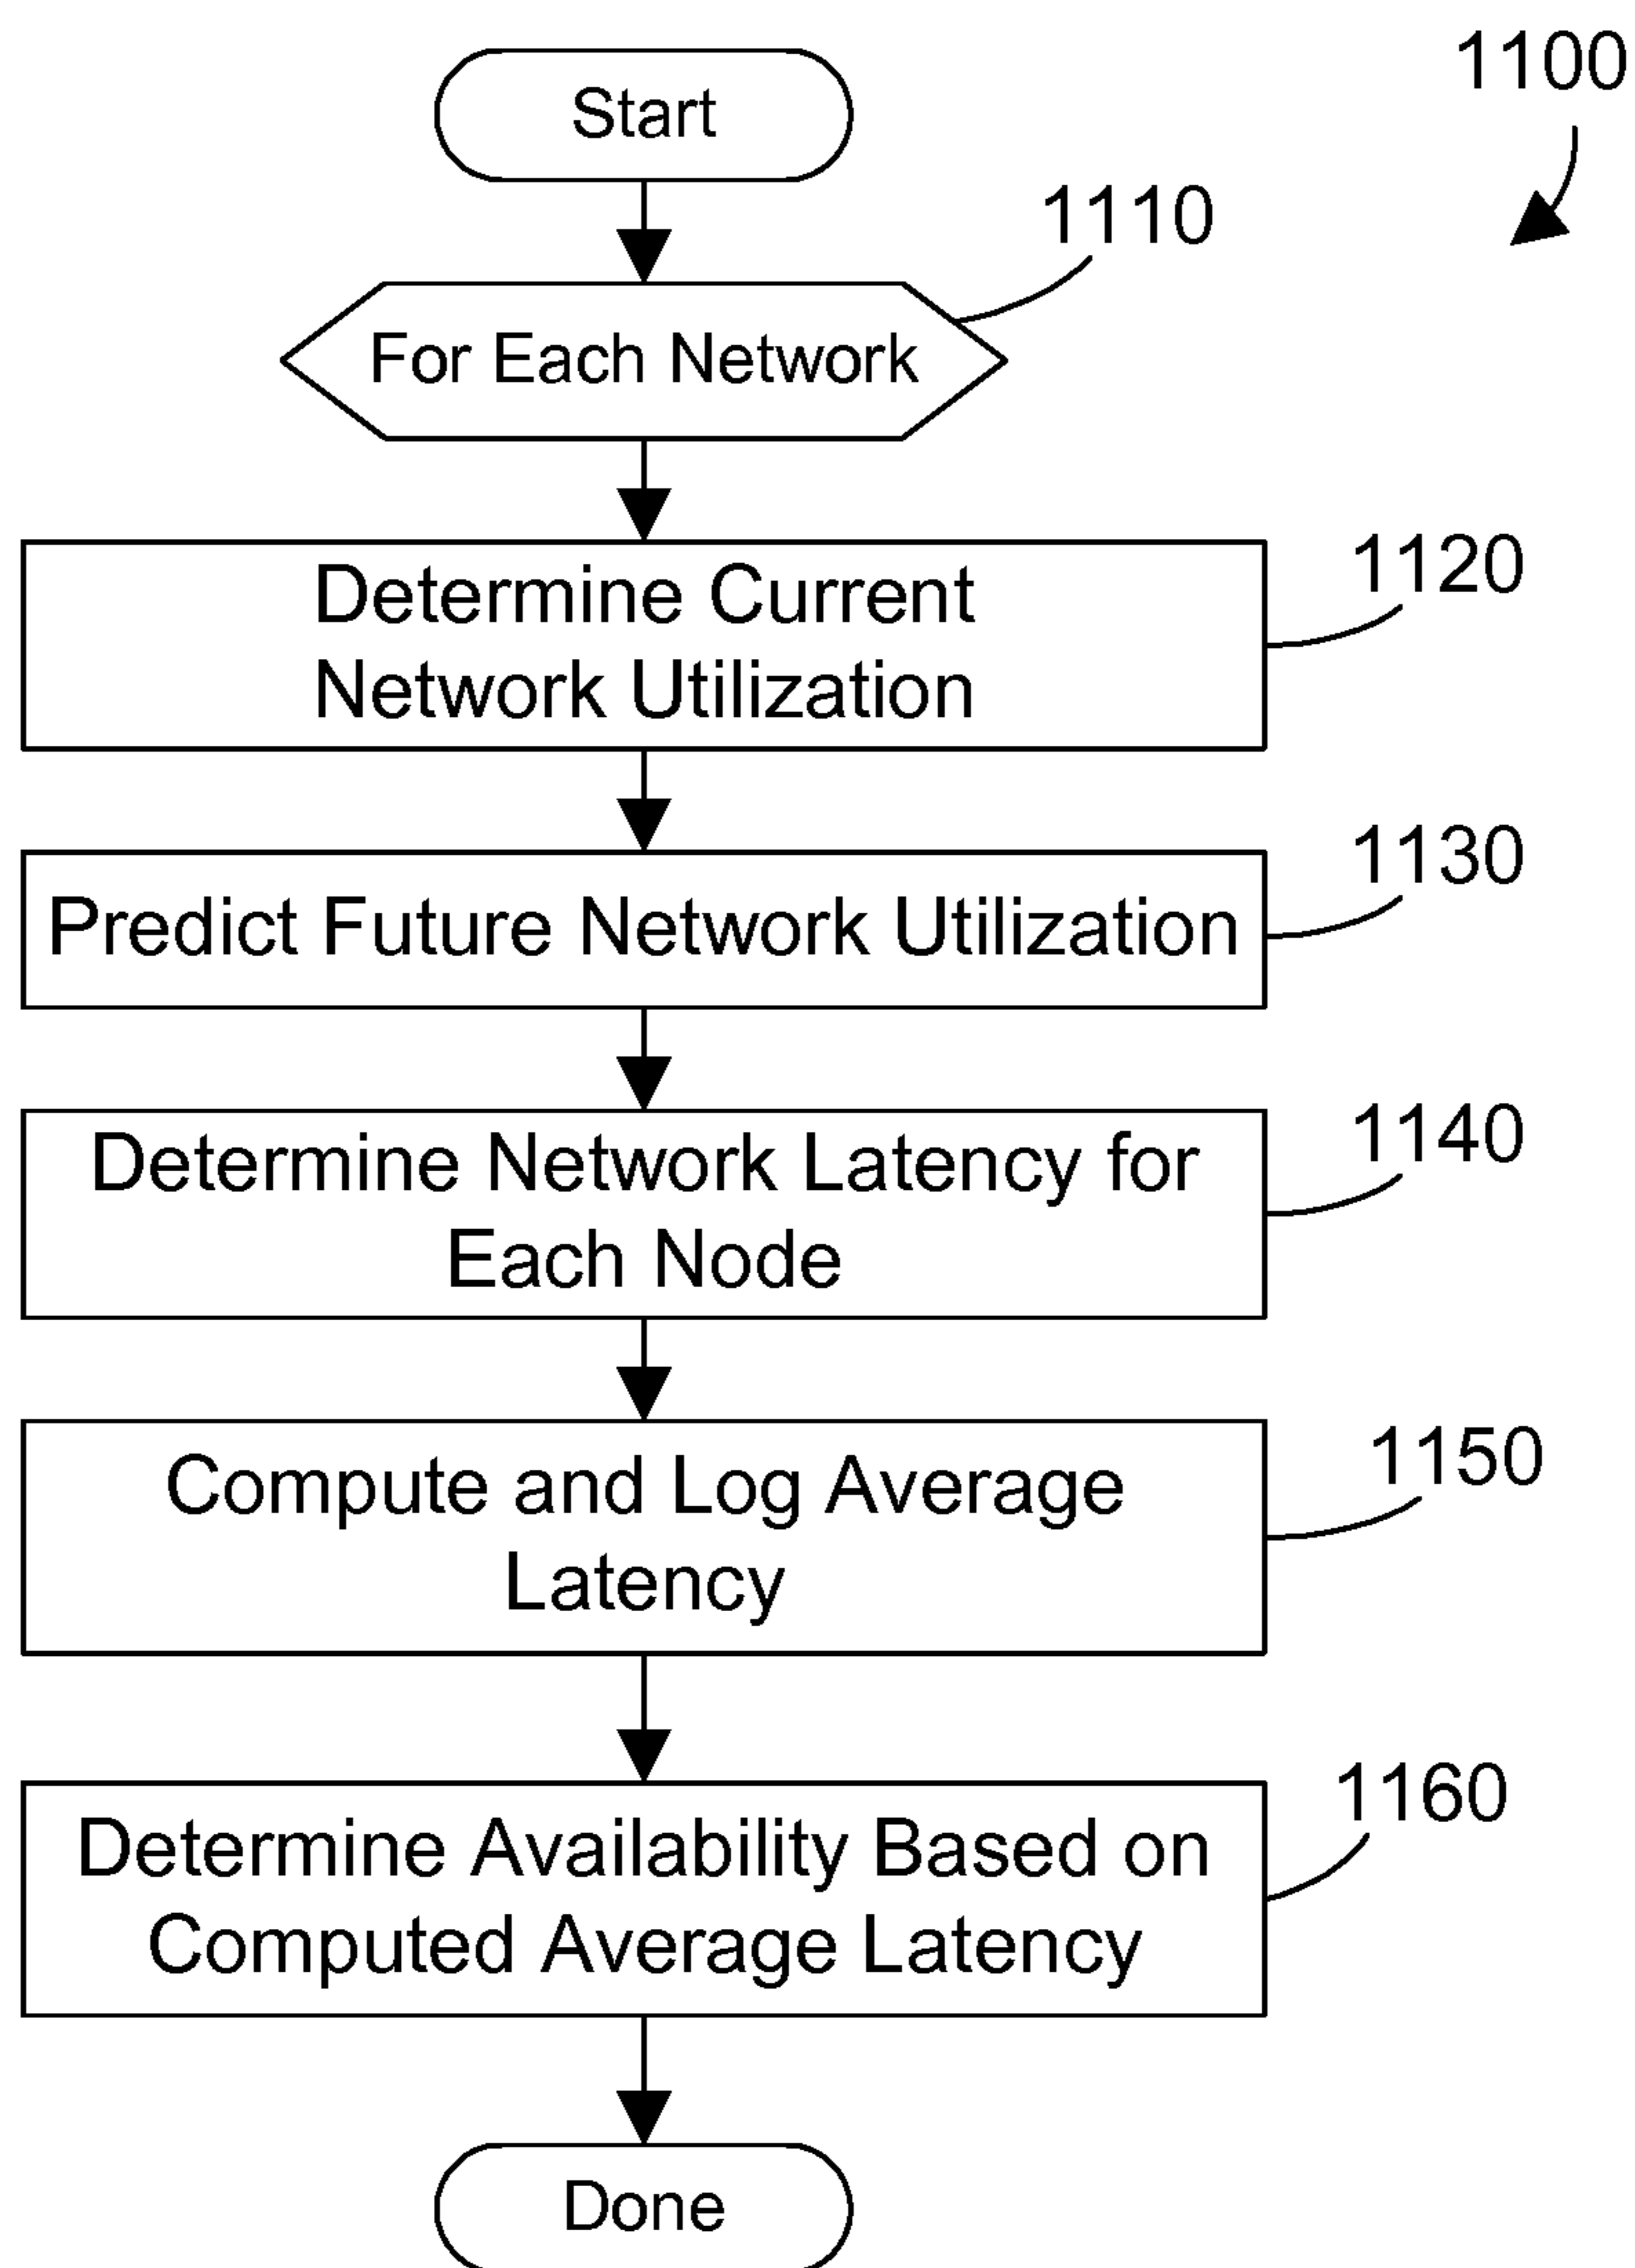 1100
Start
1110
For Each Network
1120
Determine Current
Network Utilization
1130
Predict Future Network Utilization
1140
Determine Network Latency for
Each Node
1150
Compute and Log Average
Latency
1160
Determine Availability Based on
Computed Average Latency
Done